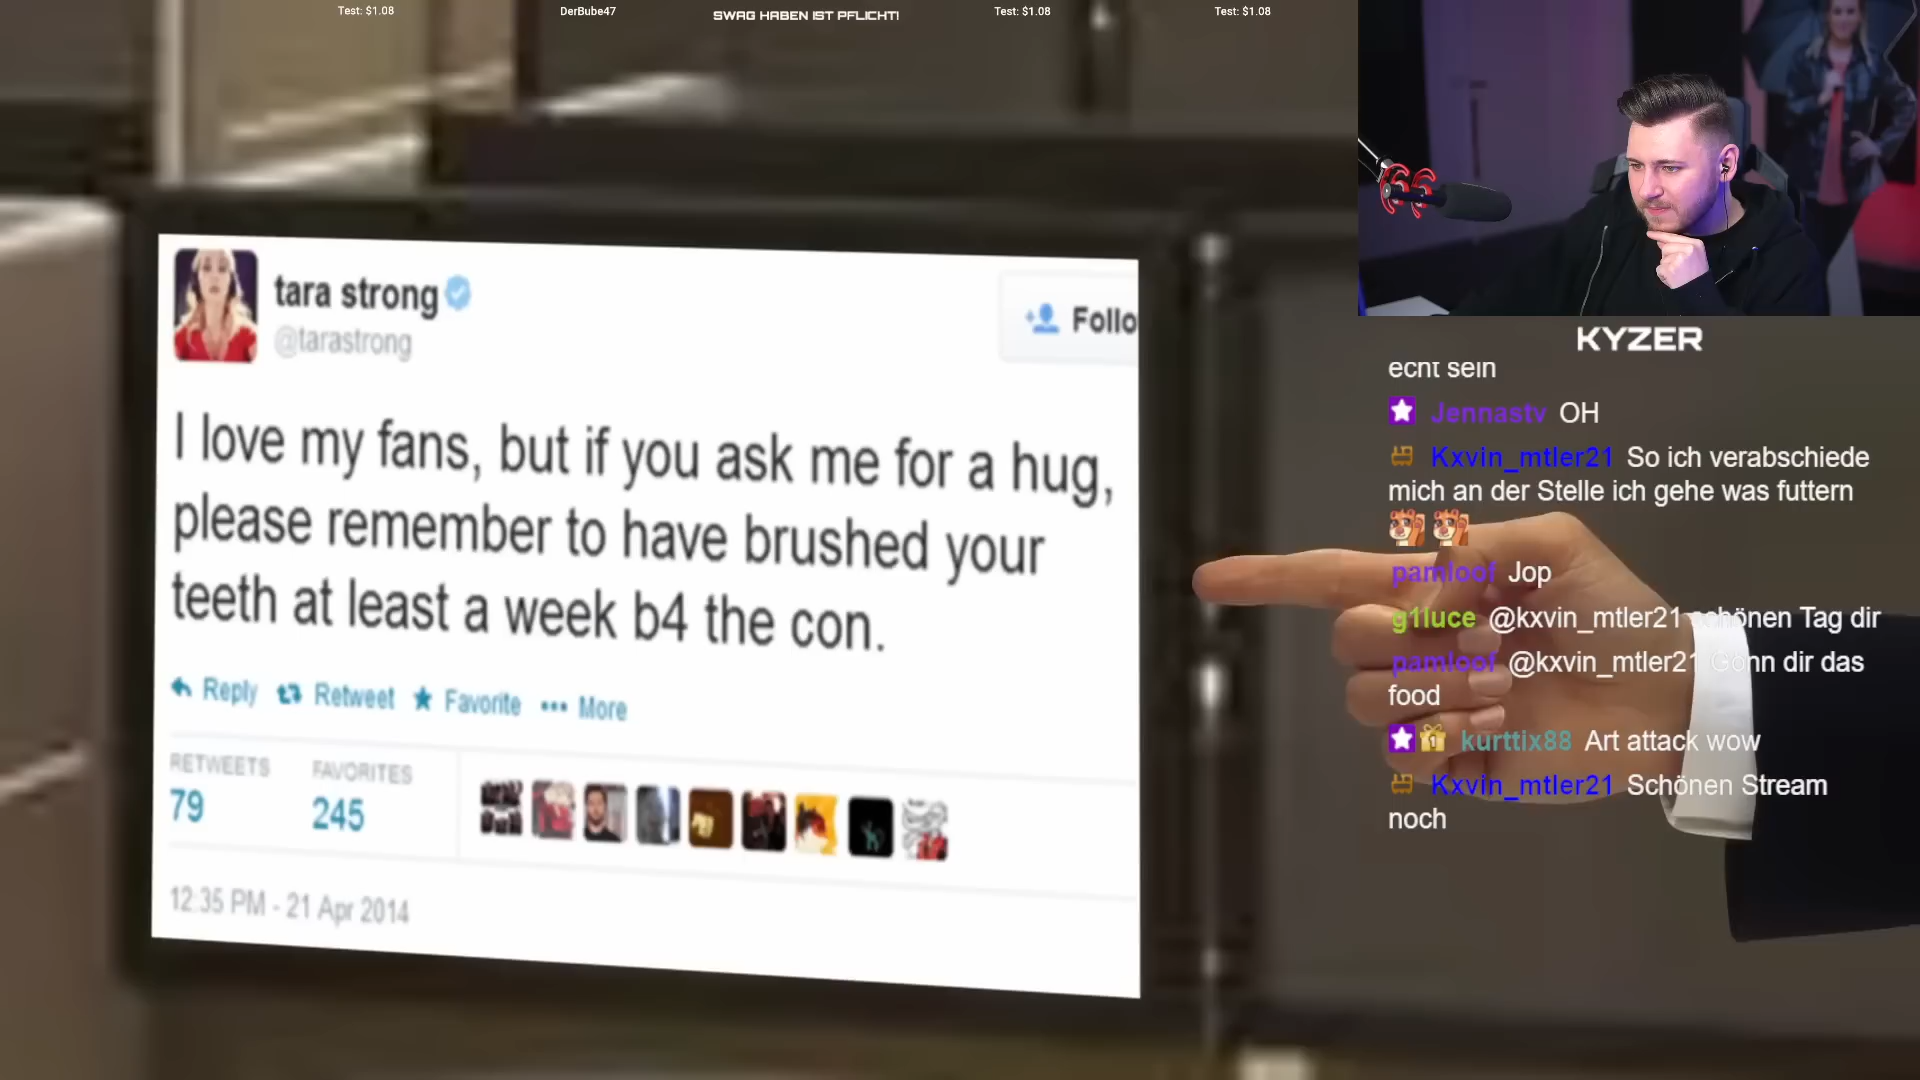 Test: $1.08
DerBube47
SWAG HABEN IST PFLICHT!
Test: $1.08
Test: $1.08
tara strong
@tarastrong
Follo
I love my fans, but if you ask me for a hug,
please remember to have brushed your
teeth at least a week b4 the con.
Reply Retweet Favorite More
RETWEETS FAVORITES
79 245
12:35 PM - 21 Apr 2014
KYZER
echt sein
Jennastv OH
Kxvin_mtler21 So ich verabschiede
mich an der Stelle ich gehe was futtern
pamloof Jop
g1luce @kxvin_mtler21 schönen Tag dir
pamloof @kxvin_mtler21 Gönn dir das
food
kurttix88 Art attack wow
Kxvin_mtler21 Schönen Stream
noch